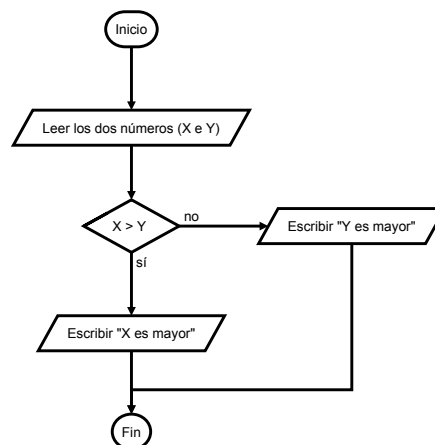 Inicio
Leer los dos números (X e Y)
X > Y
no
Escribir "Y es mayor"
sí
Escribir "X es mayor"
Fin